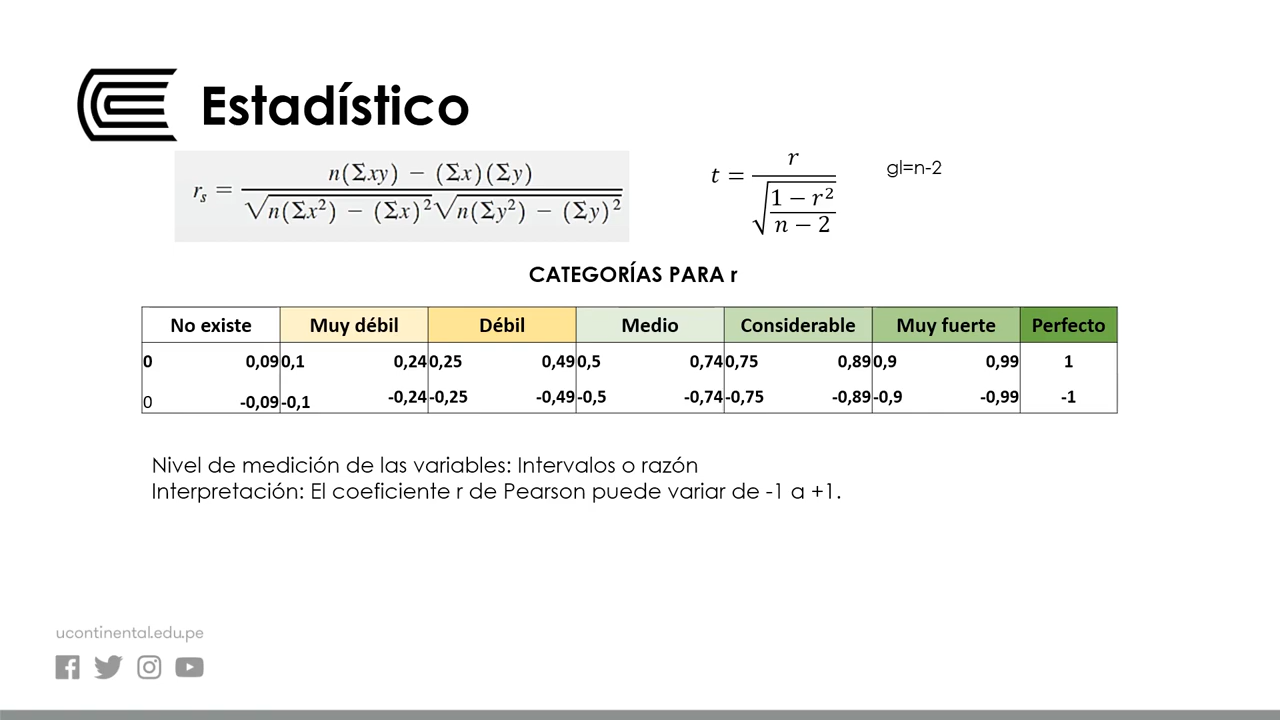 Estadístico
r_s = n(Σxy) − (Σx)(Σy) / √n(Σx²) − (Σx)² √n(Σy²) − (Σy)²
t = r / √((1 − r²)/(n − 2))
gl=n-2
CATEGORÍAS PARA r
No existe Muy débil Débil Medio Considerable Muy fuerte Perfecto
0 0,09 0,1 0,24 0,25 0,49 0,5 0,74 0,75 0,89 0,9 0,99 1
0 -0,09 -0,1 -0,24 -0,25 -0,49 -0,5 -0,74 -0,75 -0,89 -0,9 -0,99 -1
Nivel de medición de las variables: Intervalos o razón
Interpretación: El coeficiente r de Pearson puede variar de -1 a +1.
ucontinental.edu.pe